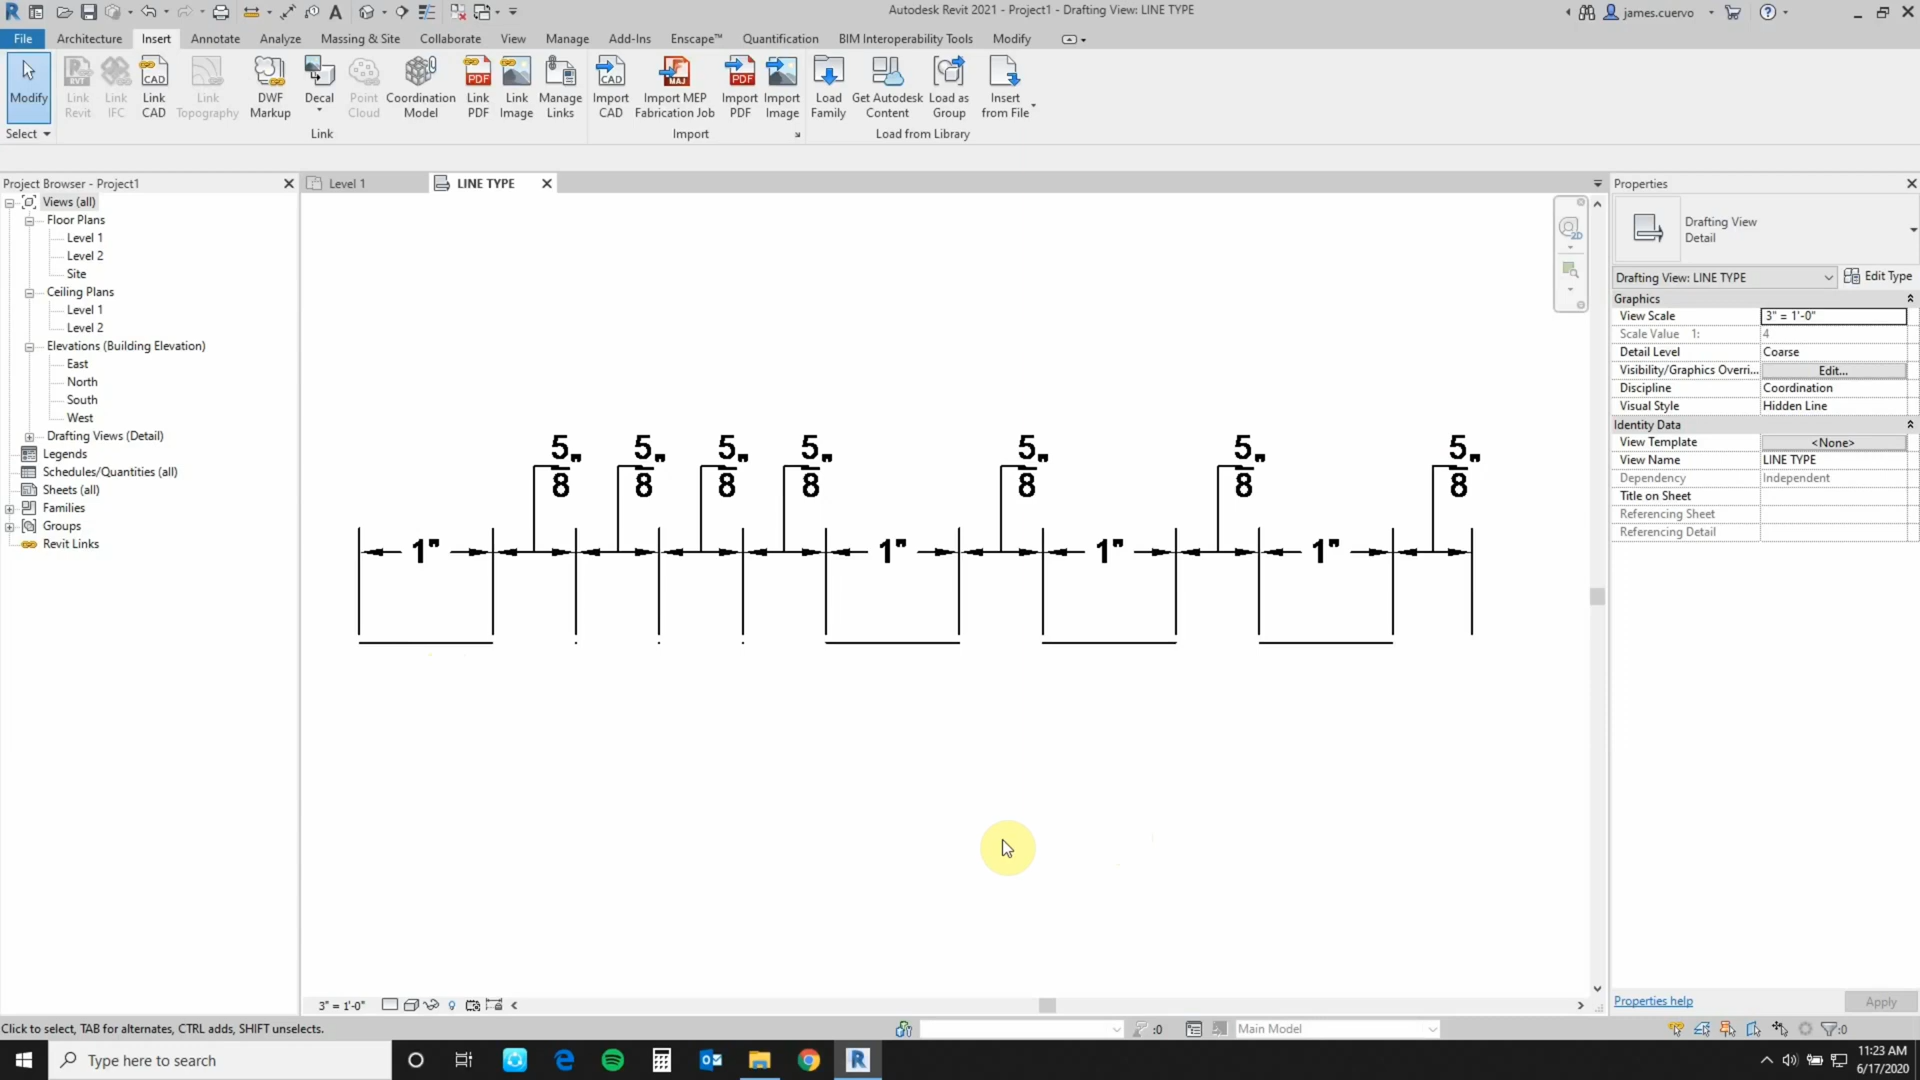 Autodesk Revit 2021 - Project1 - Drafting View: LINE TYPE
james.cuervo
File Architecture Insert Annotate Analyze Massing & Site Collaborate View Manage Add-Ins Enscape™ Quantification BIM Interoperability Tools Modify
Modify
Link Revit
Link IFC
Link CAD
Link Topography
DWF Markup
Decal
Point Cloud
Coordination Model
Link PDF
Link Image
Manage Links
Import CAD
Import MEP Fabrication Job
Import PDF
Import Image
Load Family
Get Autodesk Content
Load as Group
Insert from File
Select
Link
Import
Load from Library
Project Browser - Project1
Views (all)
Floor Plans
Level 1
Level 2
Site
Ceiling Plans
Level 1
Level 2
Elevations (Building Elevation)
East
North
South
West
Drafting Views (Detail)
Legends
Schedules/Quantities (all)
Sheets (all)
Families
Groups
Revit Links
Level 1 LINE TYPE
5/8" 5/8" 5/8" 5/8" 5/8" 5/8" 5/8"
1" 1" 1" 1"
3" = 1'-0"
Properties
Drafting View
Detail
Drafting View: LINE TYPE Edit Type
Graphics
View Scale 3" = 1'-0"
Scale Value 1: 4
Detail Level Coarse
Visibility/Graphics Overri... Edit...
Discipline Coordination
Visual Style Hidden Line
Identity Data
View Template <None>
View Name LINE TYPE
Dependency Independent
Title on Sheet
Referencing Sheet
Referencing Detail
Properties help Apply
Click to select, TAB for alternates, CTRL adds, SHIFT unselects.
:0
Main Model
:0
Type here to search
11:23 AM
6/17/2020